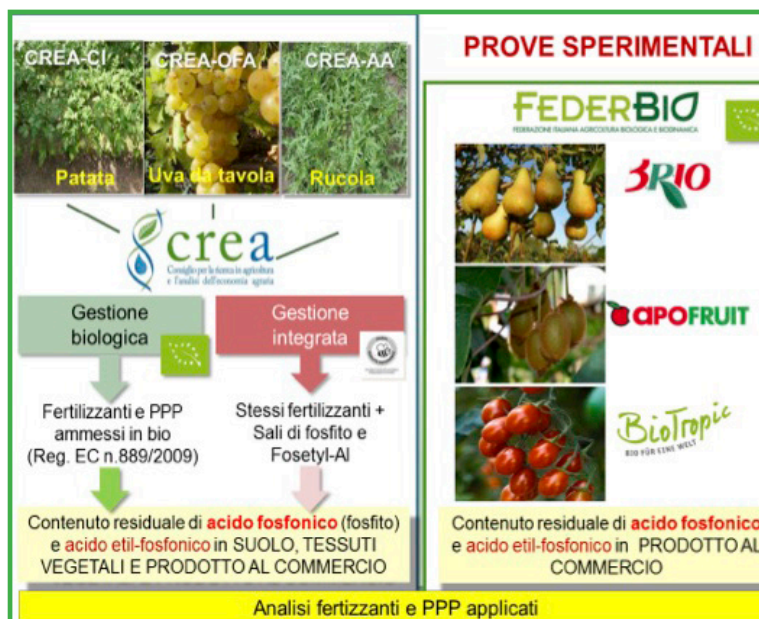 CREA-CI
CREA-OFA
CREA-AA
Patata
Uva da tavola
Rucola
crea
Consiglio per la ricerca in agricoltura
e l'analisi dell'economia agraria
Gestione
biologica
Gestione
integrata
Fertilizzanti e PPP
ammessi in bio
(Reg. EC n.889/2009)
Stessi fertilizzanti +
Sali di fosfito e
Fosetyl-Al
Contenuto residuale di acido fosfonico (fosfito)
e acido etil-fosfonico in SUOLO, TESSUTI
VEGETALI E PRODOTTO AL COMMERCIO
PROVE SPERIMENTALI
FEDERBIO
FEDERAZIONE ITALIANA AGRICOLTURA BIOLOGICA E BIODINAMICA
3RIO
APOFRUIT
BioTropic
BIO FÜR EINE WELT
Contenuto residuale di acido fosfonico
e acido etil-fosfonico in PRODOTTO AL
COMMERCIO
Analisi fertizzanti e PPP applicati